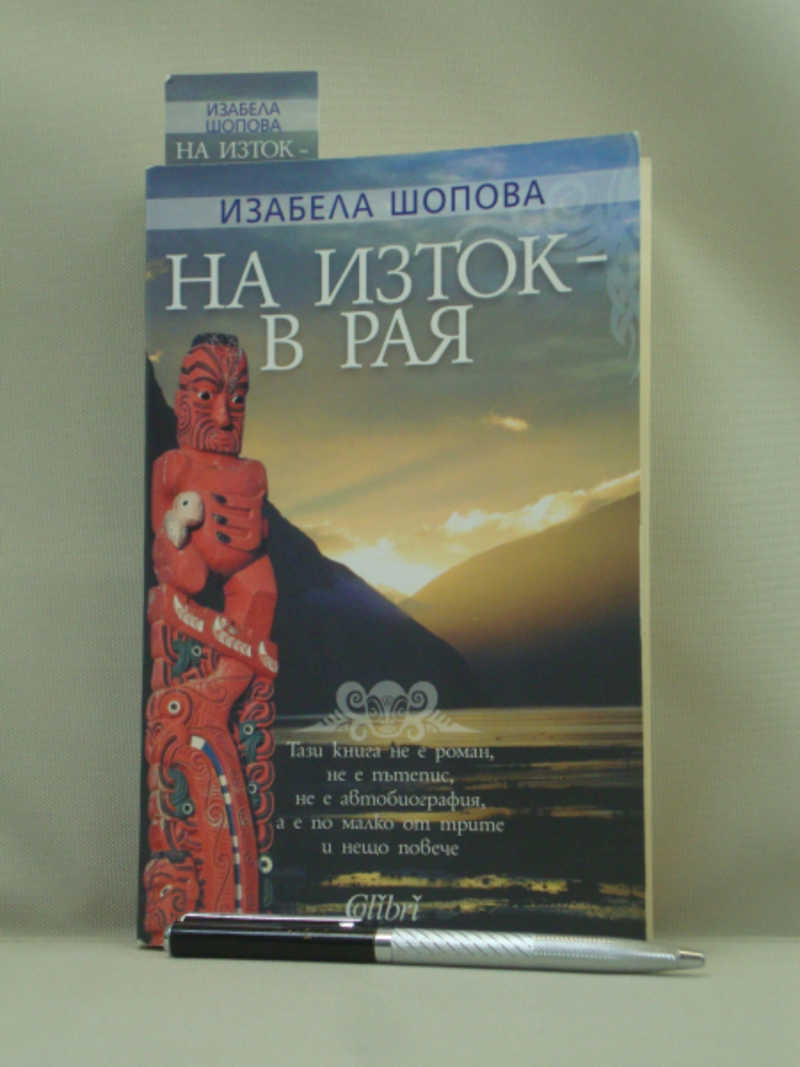 ИЗАБЕЛА
ШОПОВА
НА ИЗТОК –
ИЗАБЕЛА ШОПОВА
НА ИЗТОК –
В РАЯ
Тази книга не е роман,
не е пътепис,
не е автобиография,
а е по малко от трите
и нещо повече
Colibri